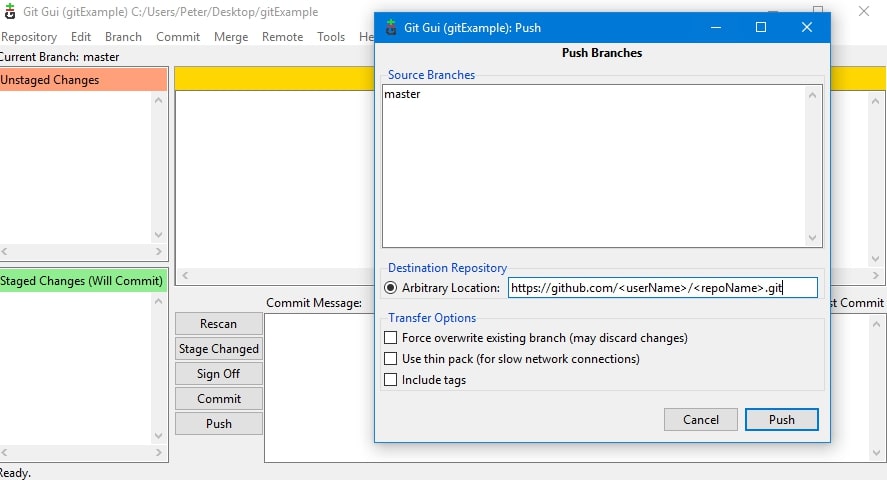 Git Gui (gitExample) C:/Users/Peter/Desktop/gitExample
Repository Edit Branch Commit Merge Remote Tools He
Current Branch: master
Unstaged Changes
Staged Changes (Will Commit)
Commit Message:
st Commit
Rescan
Stage Changed
Sign Off
Commit
Push
Ready.
Git Gui (gitExample): Push
Push Branches
Source Branches
master
Destination Repository
Arbitrary Location: https://github.com/<userName>/<repoName>.git
Transfer Options
Force overwrite existing branch (may discard changes)
Use thin pack (for slow network connections)
Include tags
Cancel Push